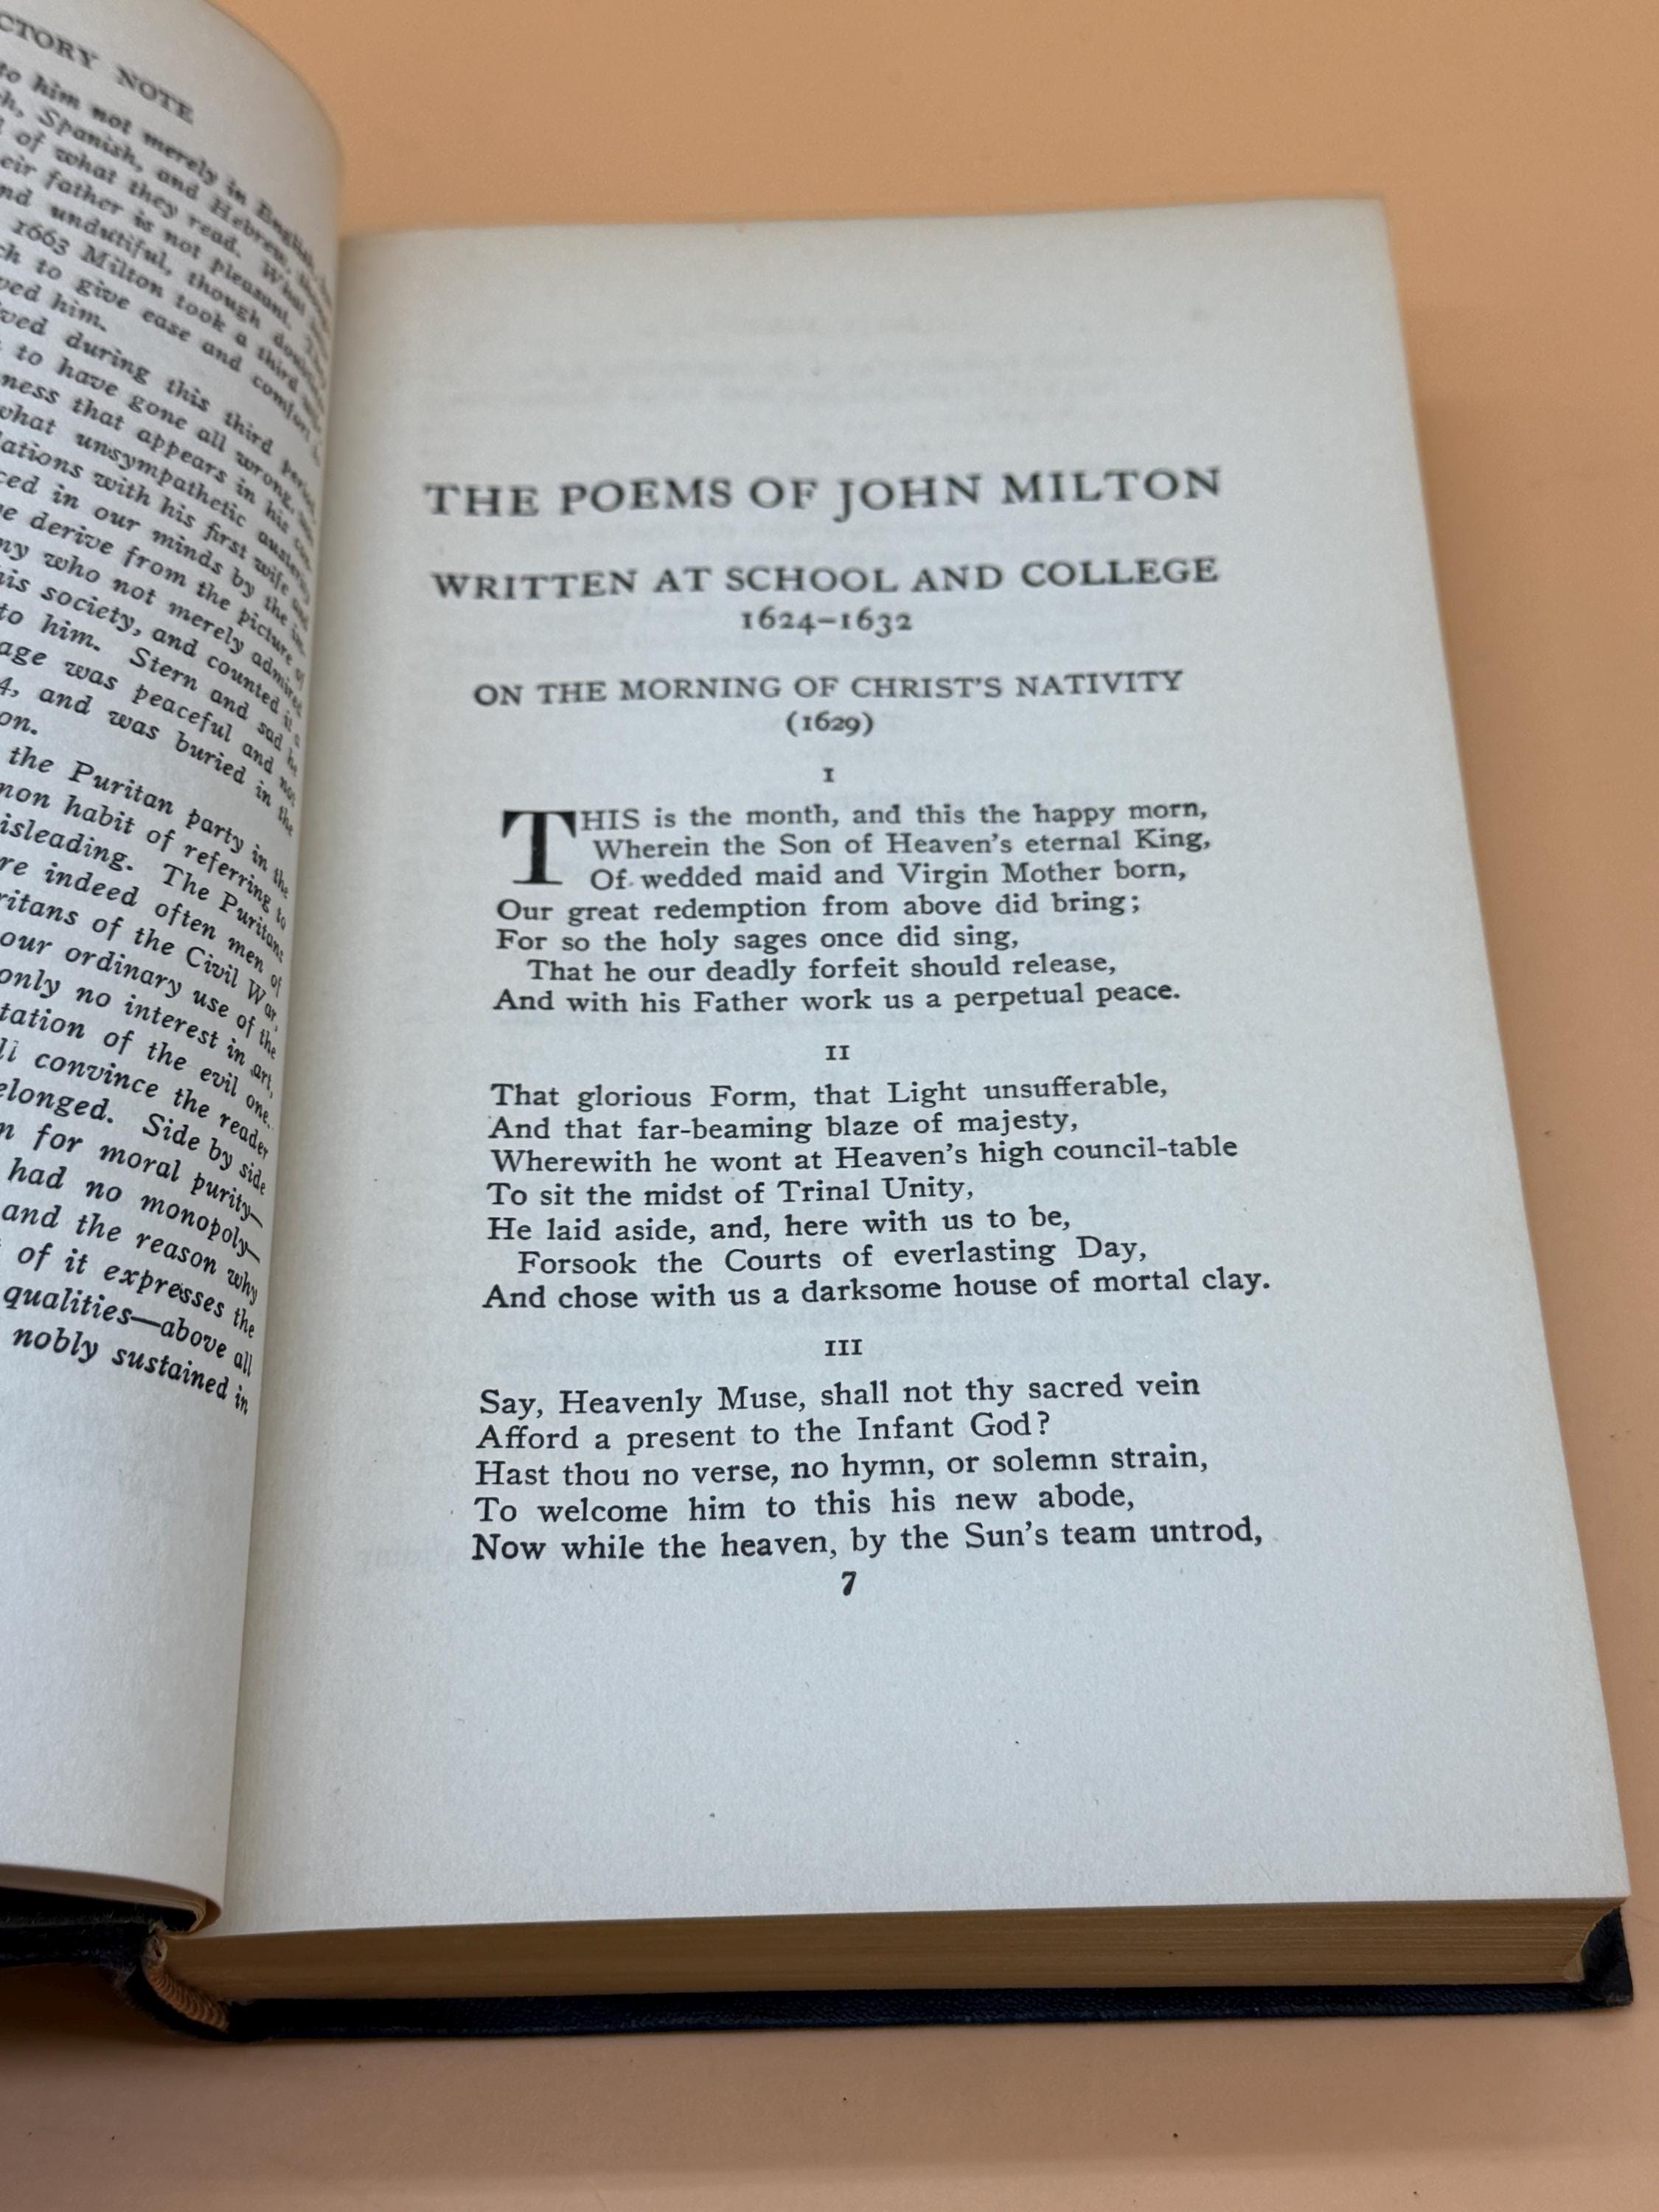 CTORY NOTE
to him not merely in English,
h, Spanish, and Hebrew,
of what they read. What
eir father is not pleasant. They
nd undutiful, though doubtless
1663 Milton took a third
ch to give ease and comfort
ved him.
ved during this third period,
to have gone all wrong,
ness that appears in his
what unsympathetic austerity
lations with his first wife and
ced in our minds by the
e derive from the picture of
ny who not merely admired
his society, and counted it a
to him. Stern and sad he
age was peaceful and not
4, and was buried in the
on.
the Puritan party in the
mon habit of referring to
isleading. The Puritans
re indeed often men of
ritans of the Civil War,
our ordinary use of the
only no interest in art,
tation of the evil one.
ll convince the reader
elonged. Side by side
n for moral purity—
had no monopoly—
and the reason why
of it expresses the
qualities—above all
nobly sustained in
THE POEMS OF JOHN MILTON
WRITTEN AT SCHOOL AND COLLEGE
1624–1632
ON THE MORNING OF CHRIST'S NATIVITY
(1629)
I
THIS is the month, and this the happy morn,
Wherein the Son of Heaven's eternal King,
Of wedded maid and Virgin Mother born,
Our great redemption from above did bring;
For so the holy sages once did sing,
That he our deadly forfeit should release,
And with his Father work us a perpetual peace.
II
That glorious Form, that Light unsufferable,
And that far-beaming blaze of majesty,
Wherewith he wont at Heaven's high council-table
To sit the midst of Trinal Unity,
He laid aside, and, here with us to be,
Forsook the Courts of everlasting Day,
And chose with us a darksome house of mortal clay.
III
Say, Heavenly Muse, shall not thy sacred vein
Afford a present to the Infant God?
Hast thou no verse, no hymn, or solemn strain,
To welcome him to this his new abode,
Now while the heaven, by the Sun's team untrod,
7